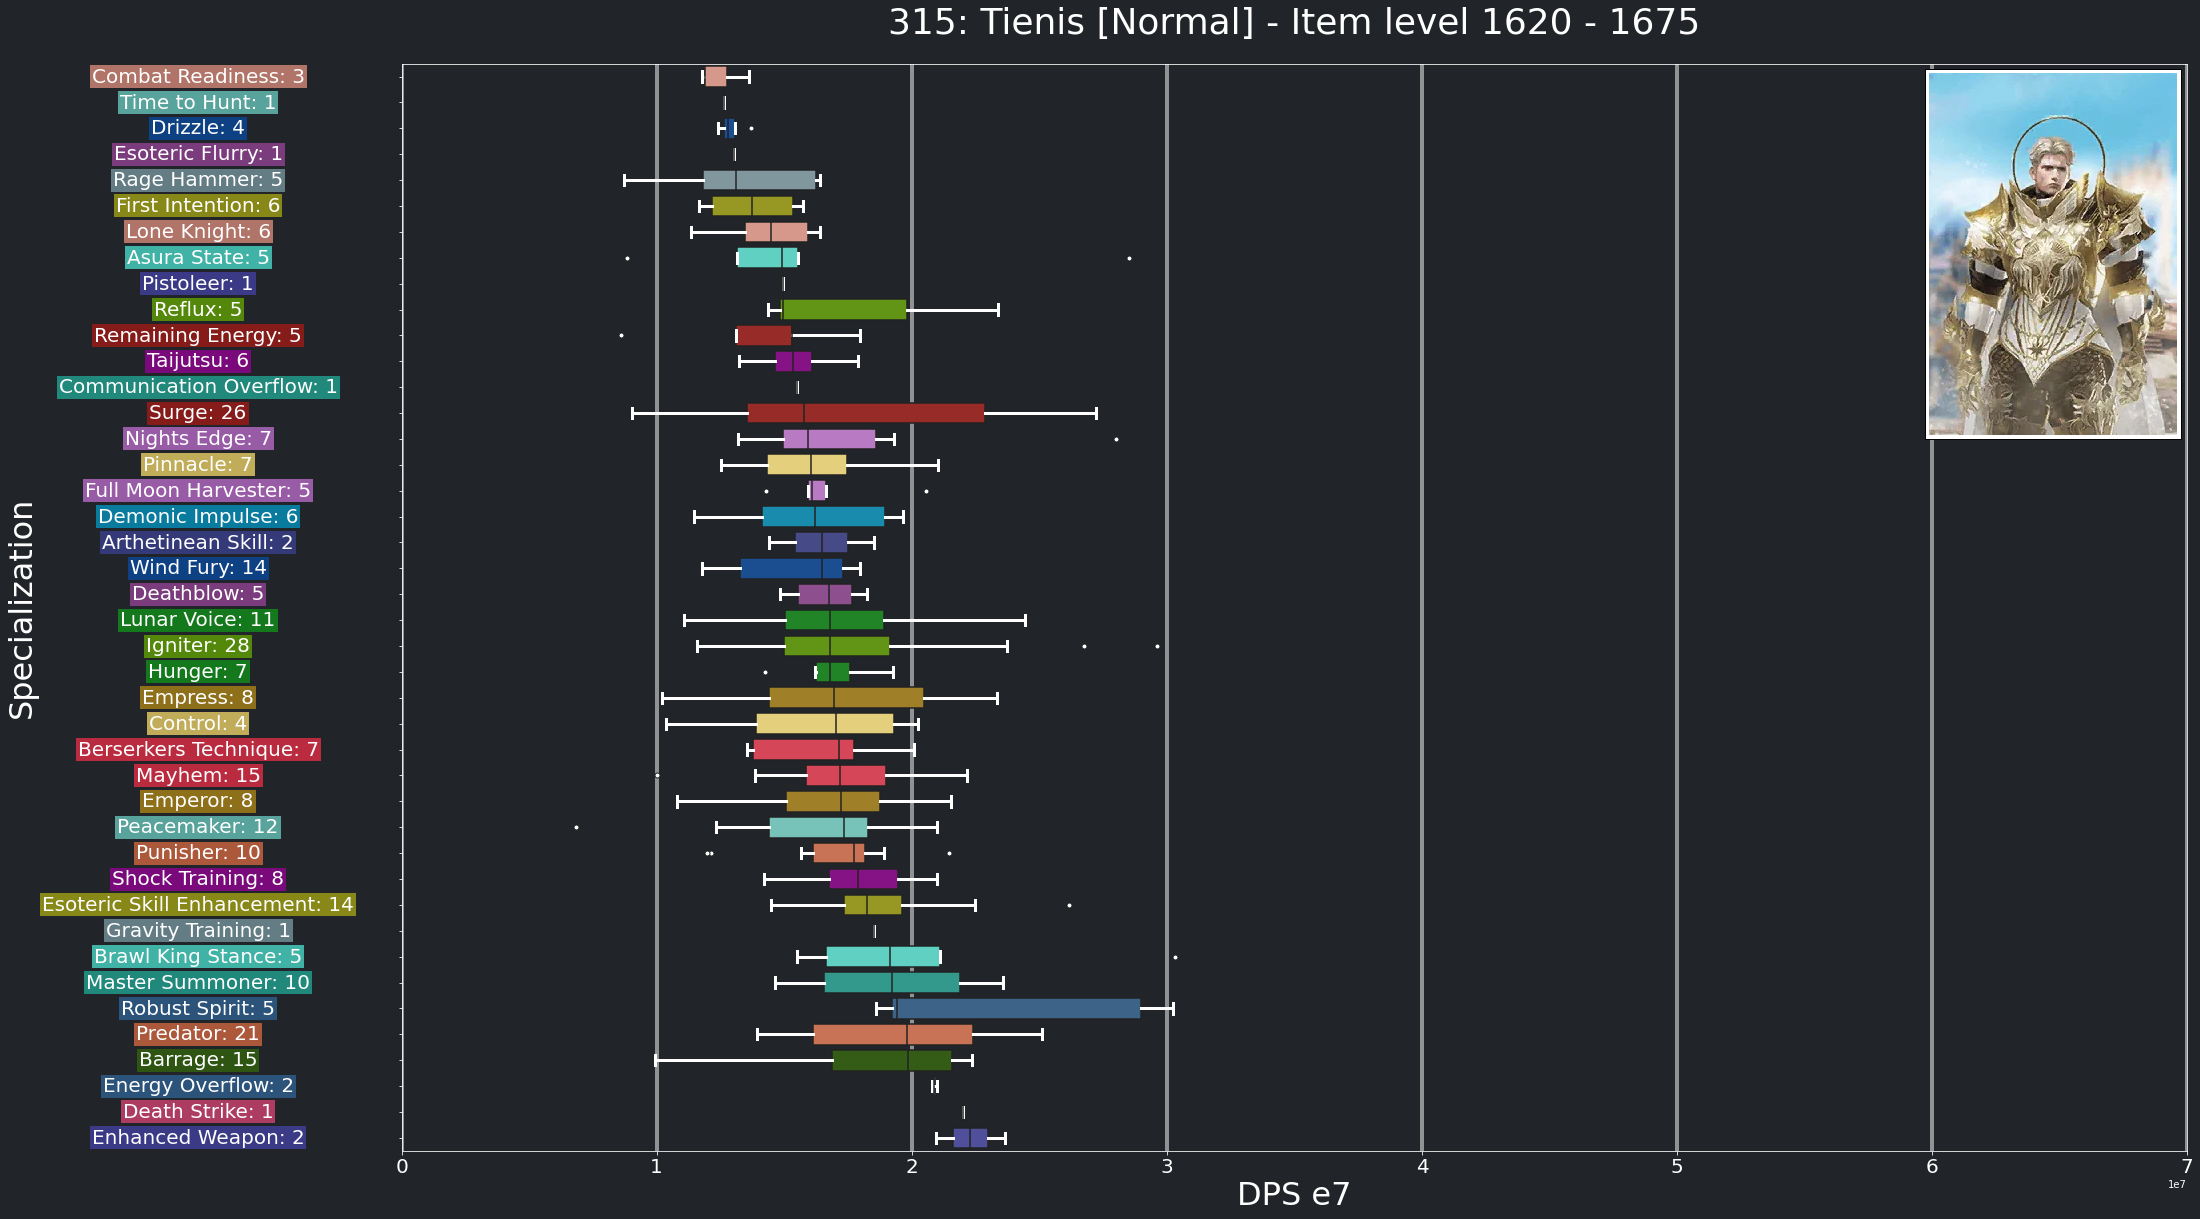 315: Tienis [Normal] - Item level 1620 - 1675
Combat Readiness: 3
Time to Hunt: 1
Drizzle: 4
Esoteric Flurry: 1
Rage Hammer: 5
First Intention: 6
Lone Knight: 6
Asura State: 5
Pistoleer: 1
Reflux: 5
Remaining Energy: 5
Taijutsu: 6
Communication Overflow: 1
Surge: 26
Nights Edge: 7
Pinnacle: 7
Full Moon Harvester: 5
Demonic Impulse: 6
Arthetinean Skill: 2
Wind Fury: 14
Deathblow: 5
Lunar Voice: 11
Igniter: 28
Hunger: 7
Empress: 8
Control: 4
Berserkers Technique: 7
Mayhem: 15
Emperor: 8
Peacemaker: 12
Punisher: 10
Shock Training: 8
Esoteric Skill Enhancement: 14
Gravity Training: 1
Brawl King Stance: 5
Master Summoner: 10
Robust Spirit: 5
Predator: 21
Barrage: 15
Energy Overflow: 2
Death Strike: 1
Enhanced Weapon: 2
Specialization
0 1 2 3 4 5 6 7
DPS e7
1e7